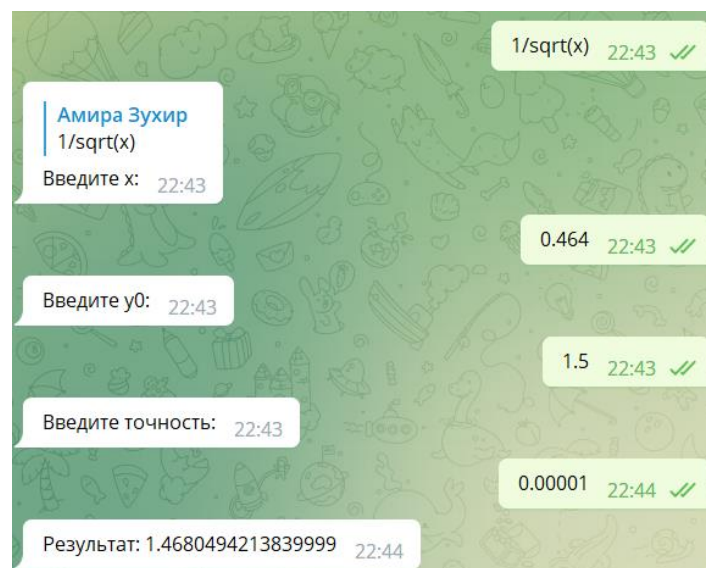 1/sqrt(x) 22:43
Амира Зухир
1/sqrt(x)
Введите x: 22:43
0.464 22:43
Введите y0: 22:43
1.5 22:43
Введите точность: 22:43
0.00001 22:44
Результат: 1.4680494213839999 22:44